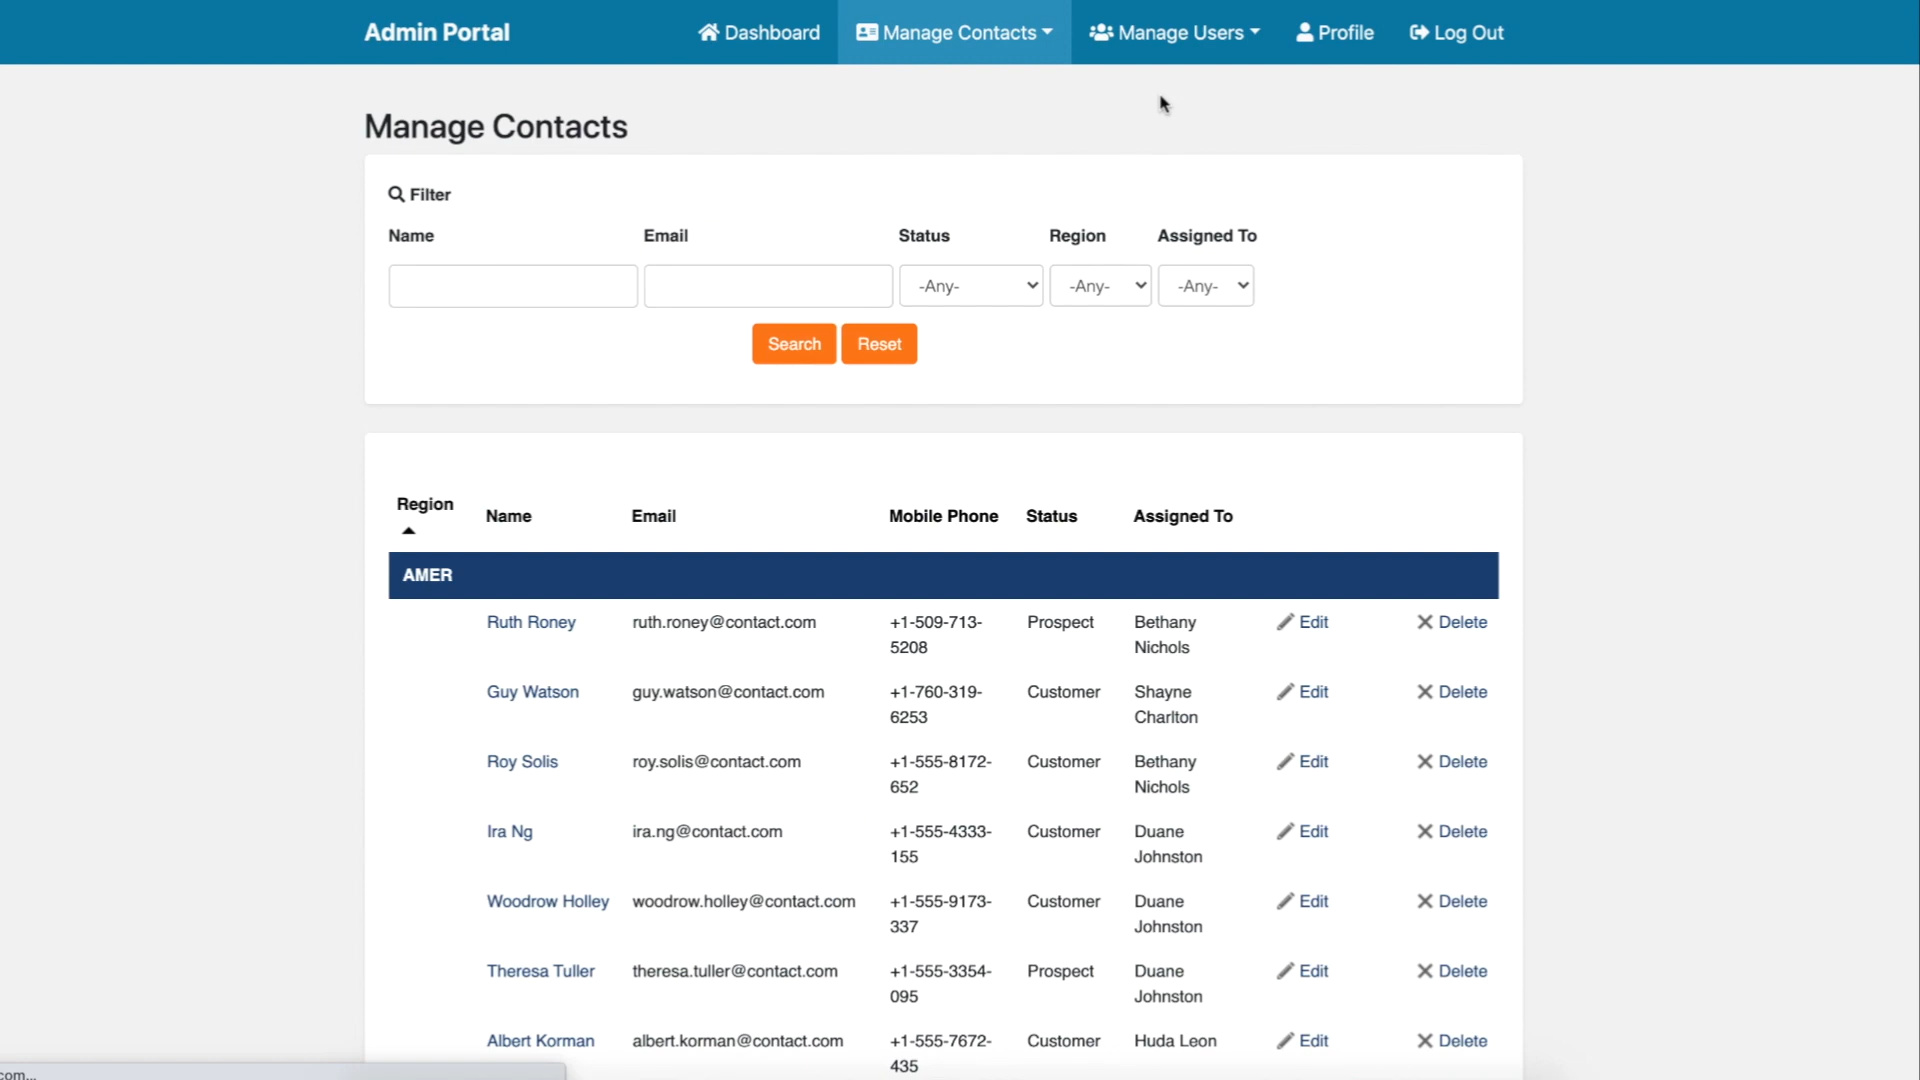 Admin Portal Dashboard Manage Contacts Manage Users Profile Log Out
Manage Contacts
Filter
Name Email Status Region Assigned To
-Any- -Any- -Any-
Search Reset
Region Name Email Mobile Phone Status Assigned To
AMER
Ruth Roney ruth.roney@contact.com +1-509-713- Prospect Bethany Edit Delete
5208 Nichols
Guy Watson guy.watson@contact.com +1-760-319- Customer Shayne Edit Delete
6253 Charlton
Roy Solis roy.solis@contact.com +1-555-8172- Customer Bethany Edit Delete
652 Nichols
Ira Ng ira.ng@contact.com +1-555-4333- Customer Duane Edit Delete
155 Johnston
Woodrow Holley woodrow.holley@contact.com +1-555-9173- Customer Duane Edit Delete
337 Johnston
Theresa Tuller theresa.tuller@contact.com +1-555-3354- Prospect Duane Edit Delete
095 Johnston
Albert Korman albert.korman@contact.com +1-555-7672- Customer Huda Leon Edit Delete
435
com...